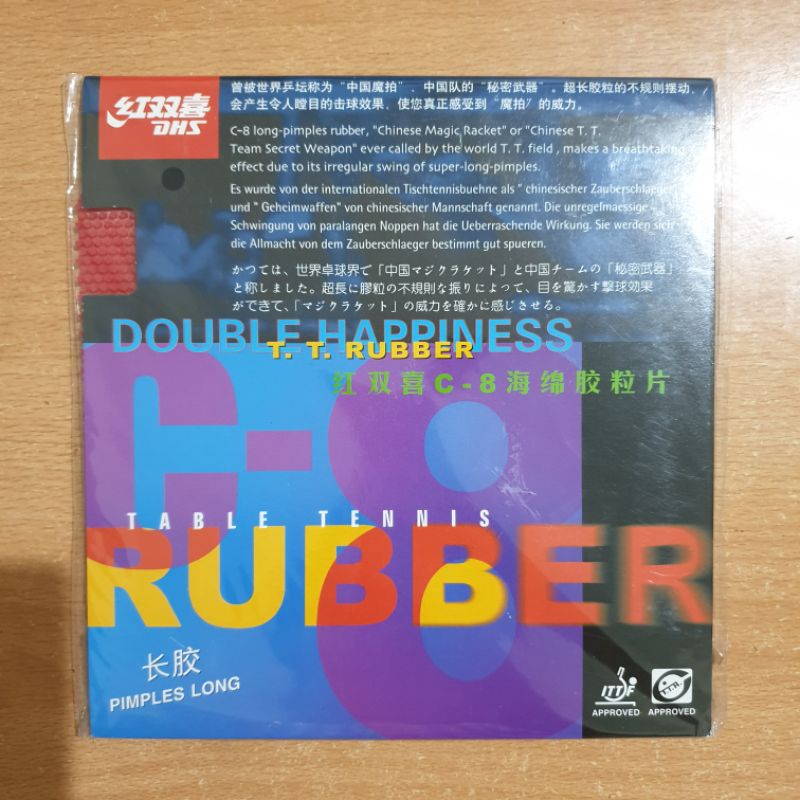 红双喜
DHS
曾被世界乒坛称为“中国魔拍”、中国队的“秘密武器”。超长胶粒的不规则摆动,
会产生令人瞠目的击球效果, 使您真正感受到“魔拍”的威力。
C-8 long-pimples rubber, "Chinese Magic Racket" or "Chinese T. T.
Team Secret Weapon" ever called by the world T. T. field , makes a breathtaking
effect due to its irregular swing of super-long-pimples.
Es wurde von der internationalen Tischtennisbuehne als " chinesischer Zauberschlaeger"
und " Geheimwaffen" von chinesischer Mannschaft genannt. Die unregelmaessige
Schwingung von paralangen Noppen hat die Ueberraschende Wirkung. Sie werden sich
die Allmacht von dem Zauberschlaeger bestimmt gut spueren.
かつては、世界卓球界で「中国マジクラケット」と中国チームの「秘密武器」
と称しました。超長に膠粒の不規則な振りによつて、目を驚かす撃球効果
ができて、「マジクラケット」の威力を確かに感じさせる。
DOUBLE HAPPINESS
T. T. RUBBER
红双喜C-8海绵胶粒片
C-8
TABLE TENNIS
RUBBER
长胶
PIMPLES LONG
ITTF
APPROVED
T.T.R.
APPROVED